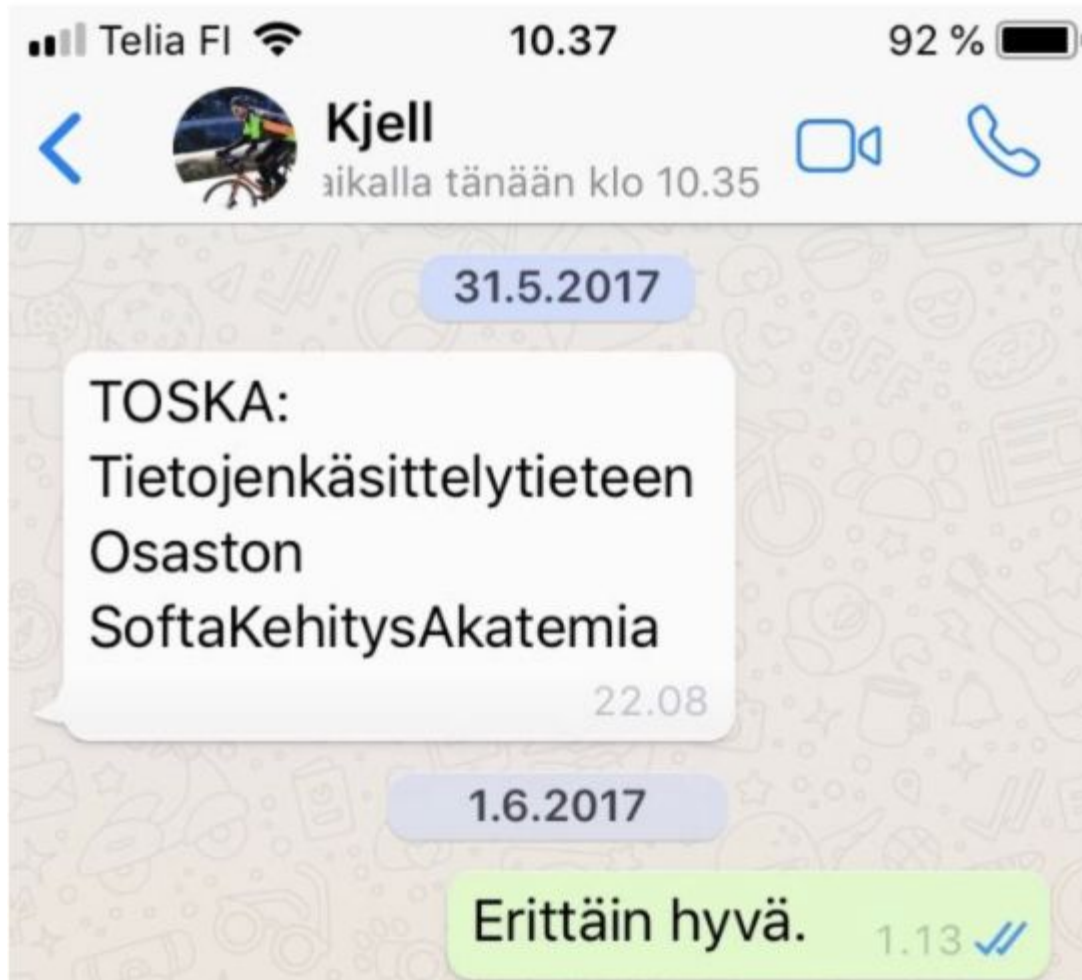 Telia FI 10.37 92 %
Kjell
aikalla tänään klo 10.35
31.5.2017
TOSKA:
Tietojenkäsittelytieteen
Osaston
SoftaKehitysAkatemia
22.08
1.6.2017
Erittäin hyvä. 1.13